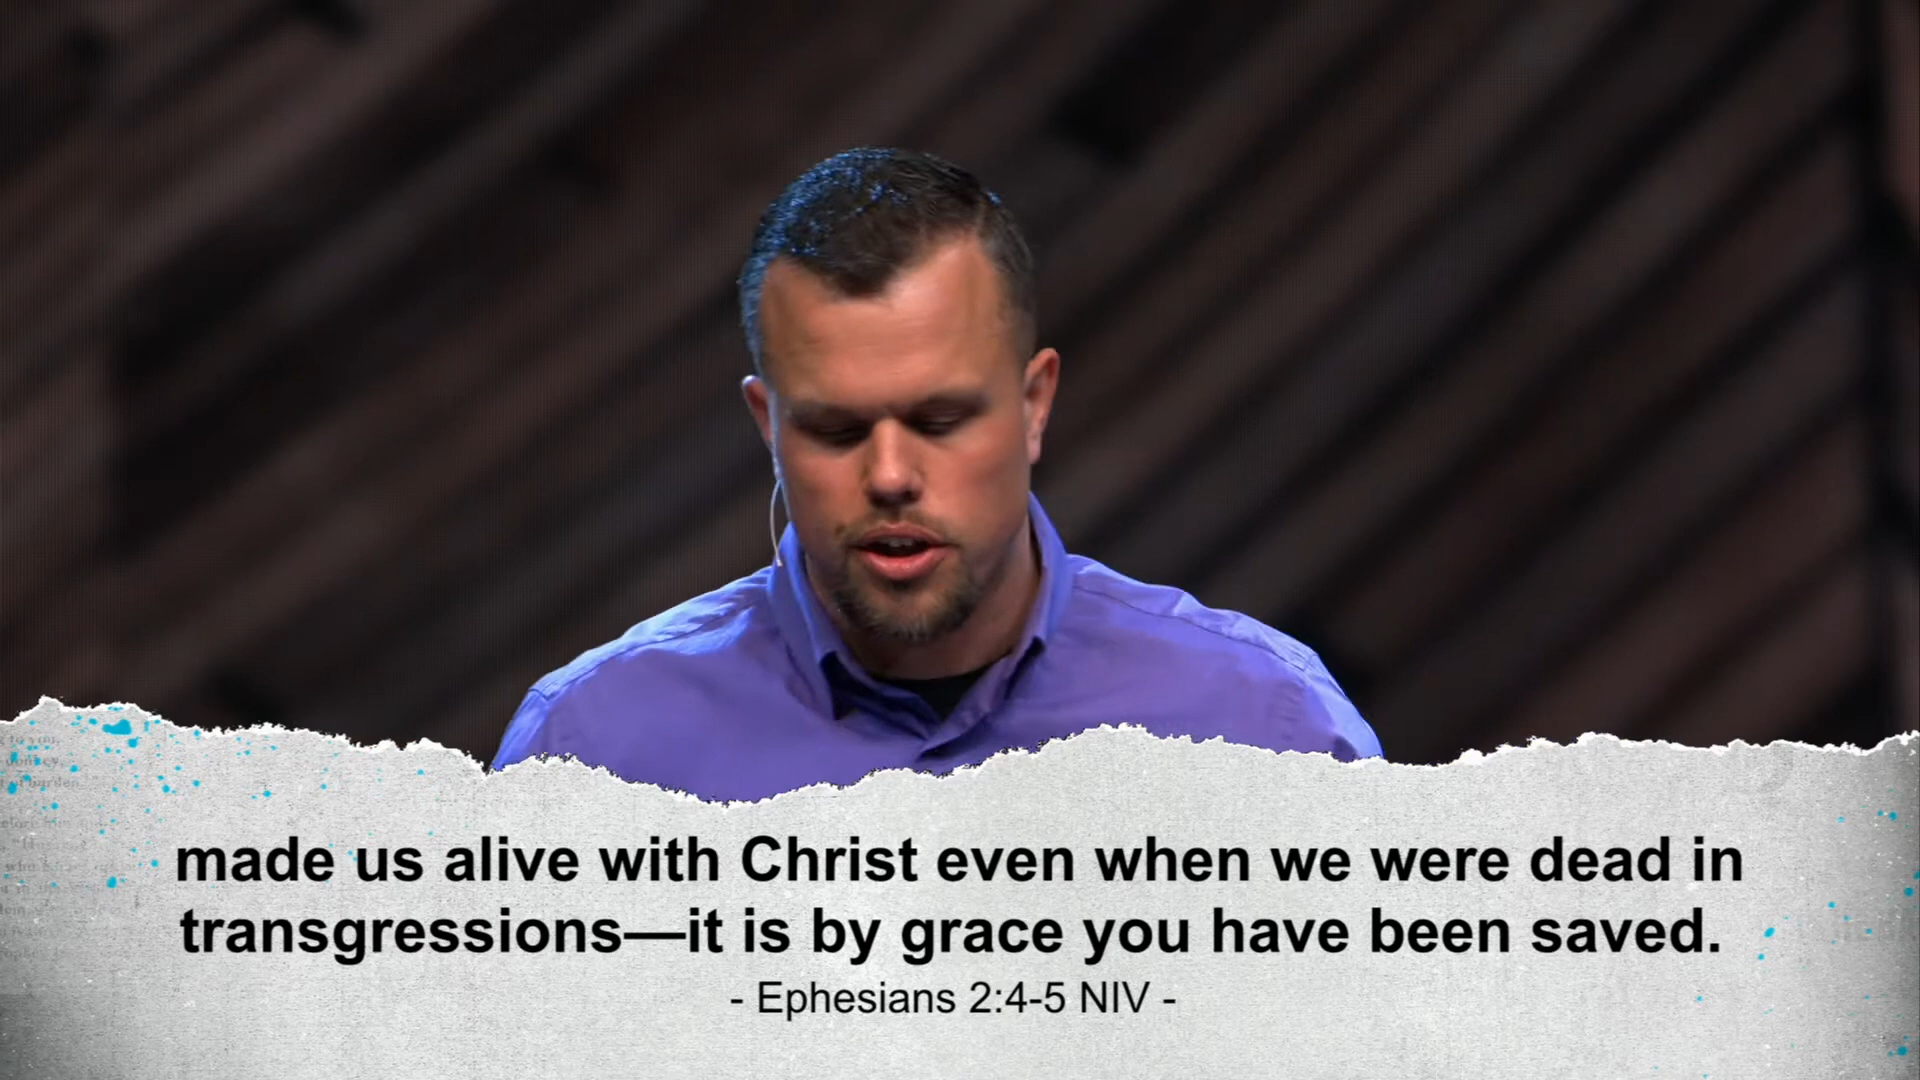 made us alive with Christ even when we were dead in
transgressions—it is by grace you have been saved.
- Ephesians 2:4-5 NIV -